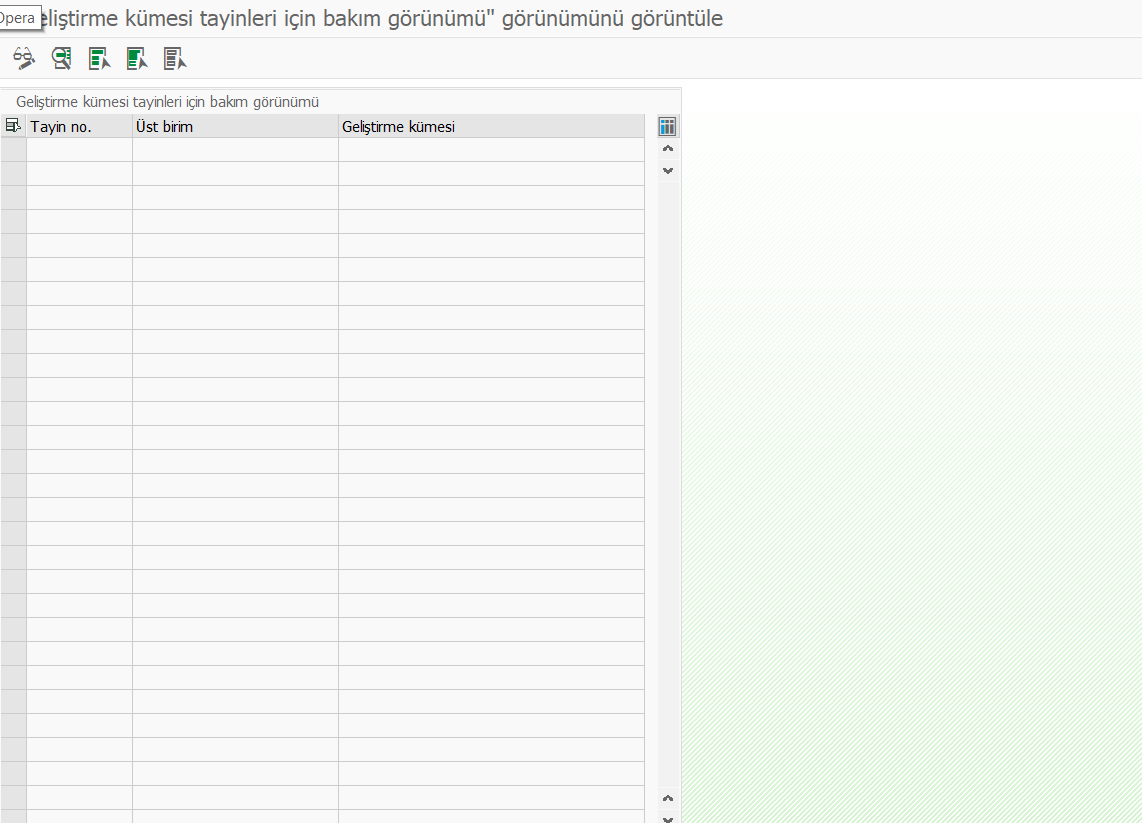 Opera
eliştirme kümesi tayinleri için bakım görünümü" görünümünü görüntüle
Geliştirme kümesi tayinleri için bakım görünümü
Tayin no. Üst birim Geliştirme kümesi